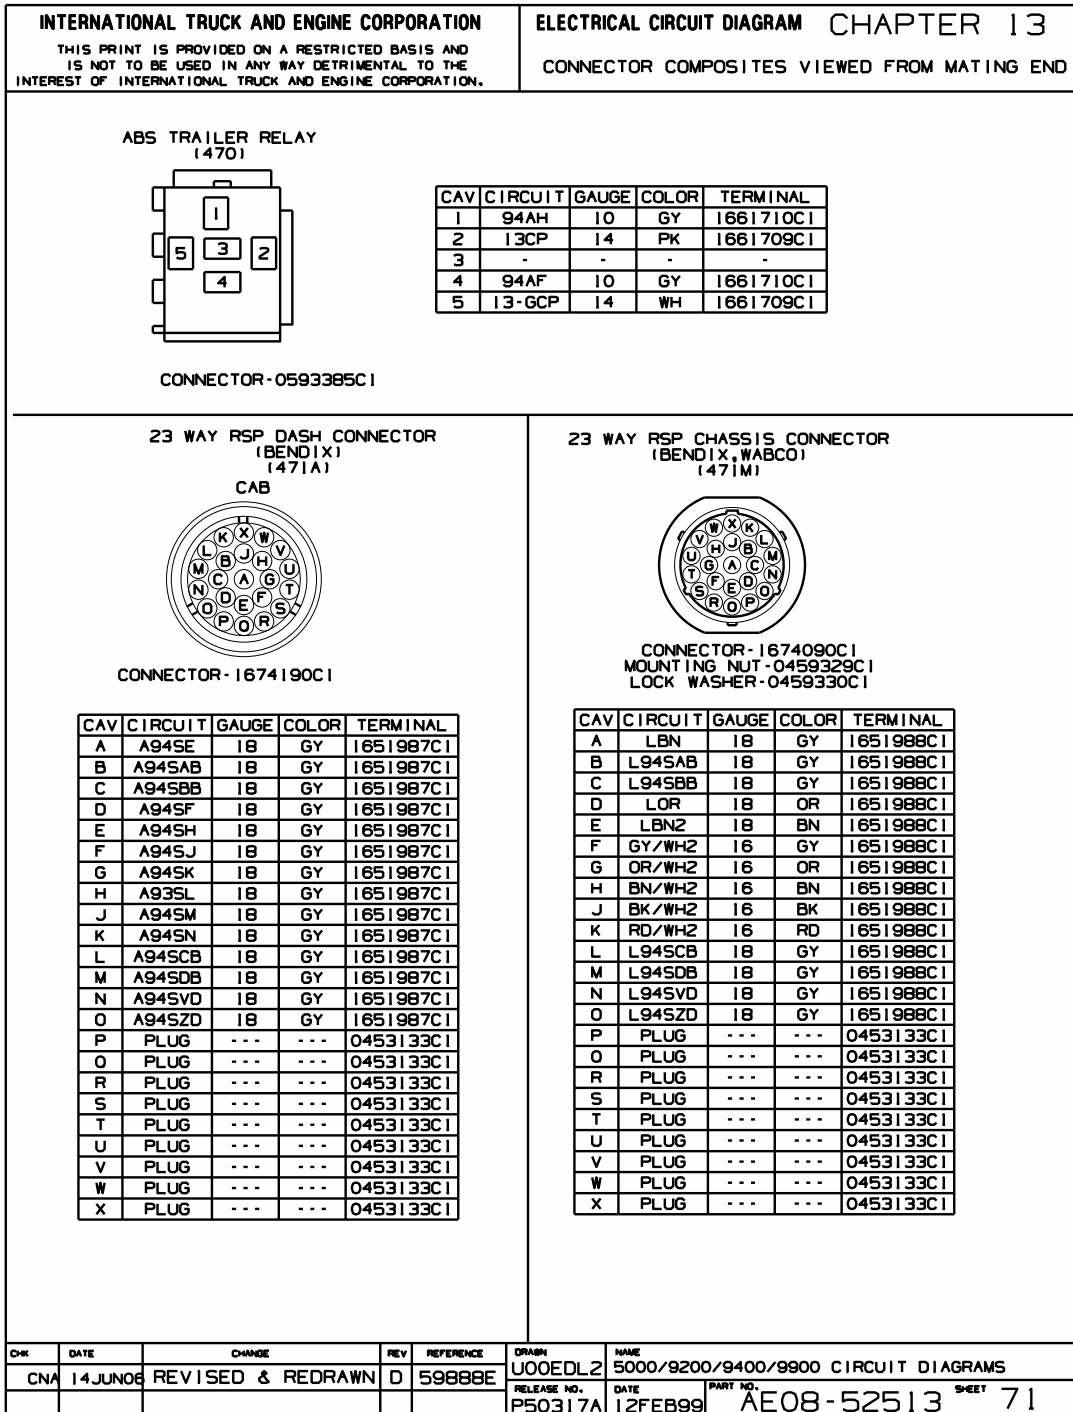 INTERNATIONAL TRUCK AND ENGINE CORPORATION
THIS PRINT IS PROVIDED ON A RESTRICTED BASIS AND
IS NOT TO BE USED IN ANY WAY DETRIMENTAL TO THE
INTEREST OF INTERNATIONAL TRUCK AND ENGINE CORPORATION.
ELECTRICAL CIRCUIT DIAGRAM CHAPTER 13
CONNECTOR COMPOSITES VIEWED FROM MATING END
ABS TRAILER RELAY
(470)
1
5 3 2
4
CONNECTOR-0593385C1
CAV CIRCUIT GAUGE COLOR TERMINAL
1 94AH 10 GY 1661710C1
2 13CP 14 PK 1661709C1
3 - - - -
4 94AF 10 GY 1661710C1
5 13-GCP 14 WH 1661709C1
23 WAY RSP DASH CONNECTOR
(BENDIX)
(471A)
CAB
K X W
L B J H V
M C A G U
N D E F T
O P O R S
CONNECTOR-1674190C1
CAV CIRCUIT GAUGE COLOR TERMINAL
A A94SE 18 GY 1651987C1
B A94SAB 18 GY 1651987C1
C A94SBB 18 GY 1651987C1
D A94SF 18 GY 1651987C1
E A94SH 18 GY 1651987C1
F A94SJ 18 GY 1651987C1
G A94SK 18 GY 1651987C1
H A93SL 18 GY 1651987C1
J A94SM 18 GY 1651987C1
K A94SN 18 GY 1651987C1
L A94SCB 18 GY 1651987C1
M A94SDB 18 GY 1651987C1
N A94SVD 18 GY 1651987C1
O A94SZD 18 GY 1651987C1
P PLUG --- --- 0453133C1
O PLUG --- --- 0453133C1
R PLUG --- --- 0453133C1
S PLUG --- --- 0453133C1
T PLUG --- --- 0453133C1
U PLUG --- --- 0453133C1
V PLUG --- --- 0453133C1
W PLUG --- --- 0453133C1
X PLUG --- --- 0453133C1
23 WAY RSP CHASSIS CONNECTOR
(BENDIX,WABCO)
(471M)
W X K
V H J B L
U G A C M
T F E D N
S R O P O
CONNECTOR-1674090C1
MOUNTING NUT-0459329C1
LOCK WASHER-0459330C1
CAV CIRCUIT GAUGE COLOR TERMINAL
A LBN 18 GY 1651988C1
B L94SAB 18 GY 1651988C1
C L94SBB 18 GY 1651988C1
D LOR 18 OR 1651988C1
E LBN2 18 BN 1651988C1
F GY/WH2 16 GY 1651988C1
G OR/WH2 16 OR 1651988C1
H BN/WH2 16 BN 1651988C1
J BK/WH2 16 BK 1651988C1
K RD/WH2 16 RD 1651988C1
L L94SCB 18 GY 1651988C1
M L94SDB 18 GY 1651988C1
N L94SVD 18 GY 1651988C1
O L94SZD 18 GY 1651988C1
P PLUG --- --- 0453133C1
O PLUG --- --- 0453133C1
R PLUG --- --- 0453133C1
S PLUG --- --- 0453133C1
T PLUG --- --- 0453133C1
U PLUG --- --- 0453133C1
V PLUG --- --- 0453133C1
W PLUG --- --- 0453133C1
X PLUG --- --- 0453133C1
CHK DATE CHANGE REV REFERENCE
CNA 14JUN06 REVISED & REDRAWN D 59888E
DRAWN
U00EDL2
NAME
5000/9200/9400/9900 CIRCUIT DIAGRAMS
RELEASE NO.
P50317A
DATE
12FEB99
PART NO.
AE08-52513
SHEET 71